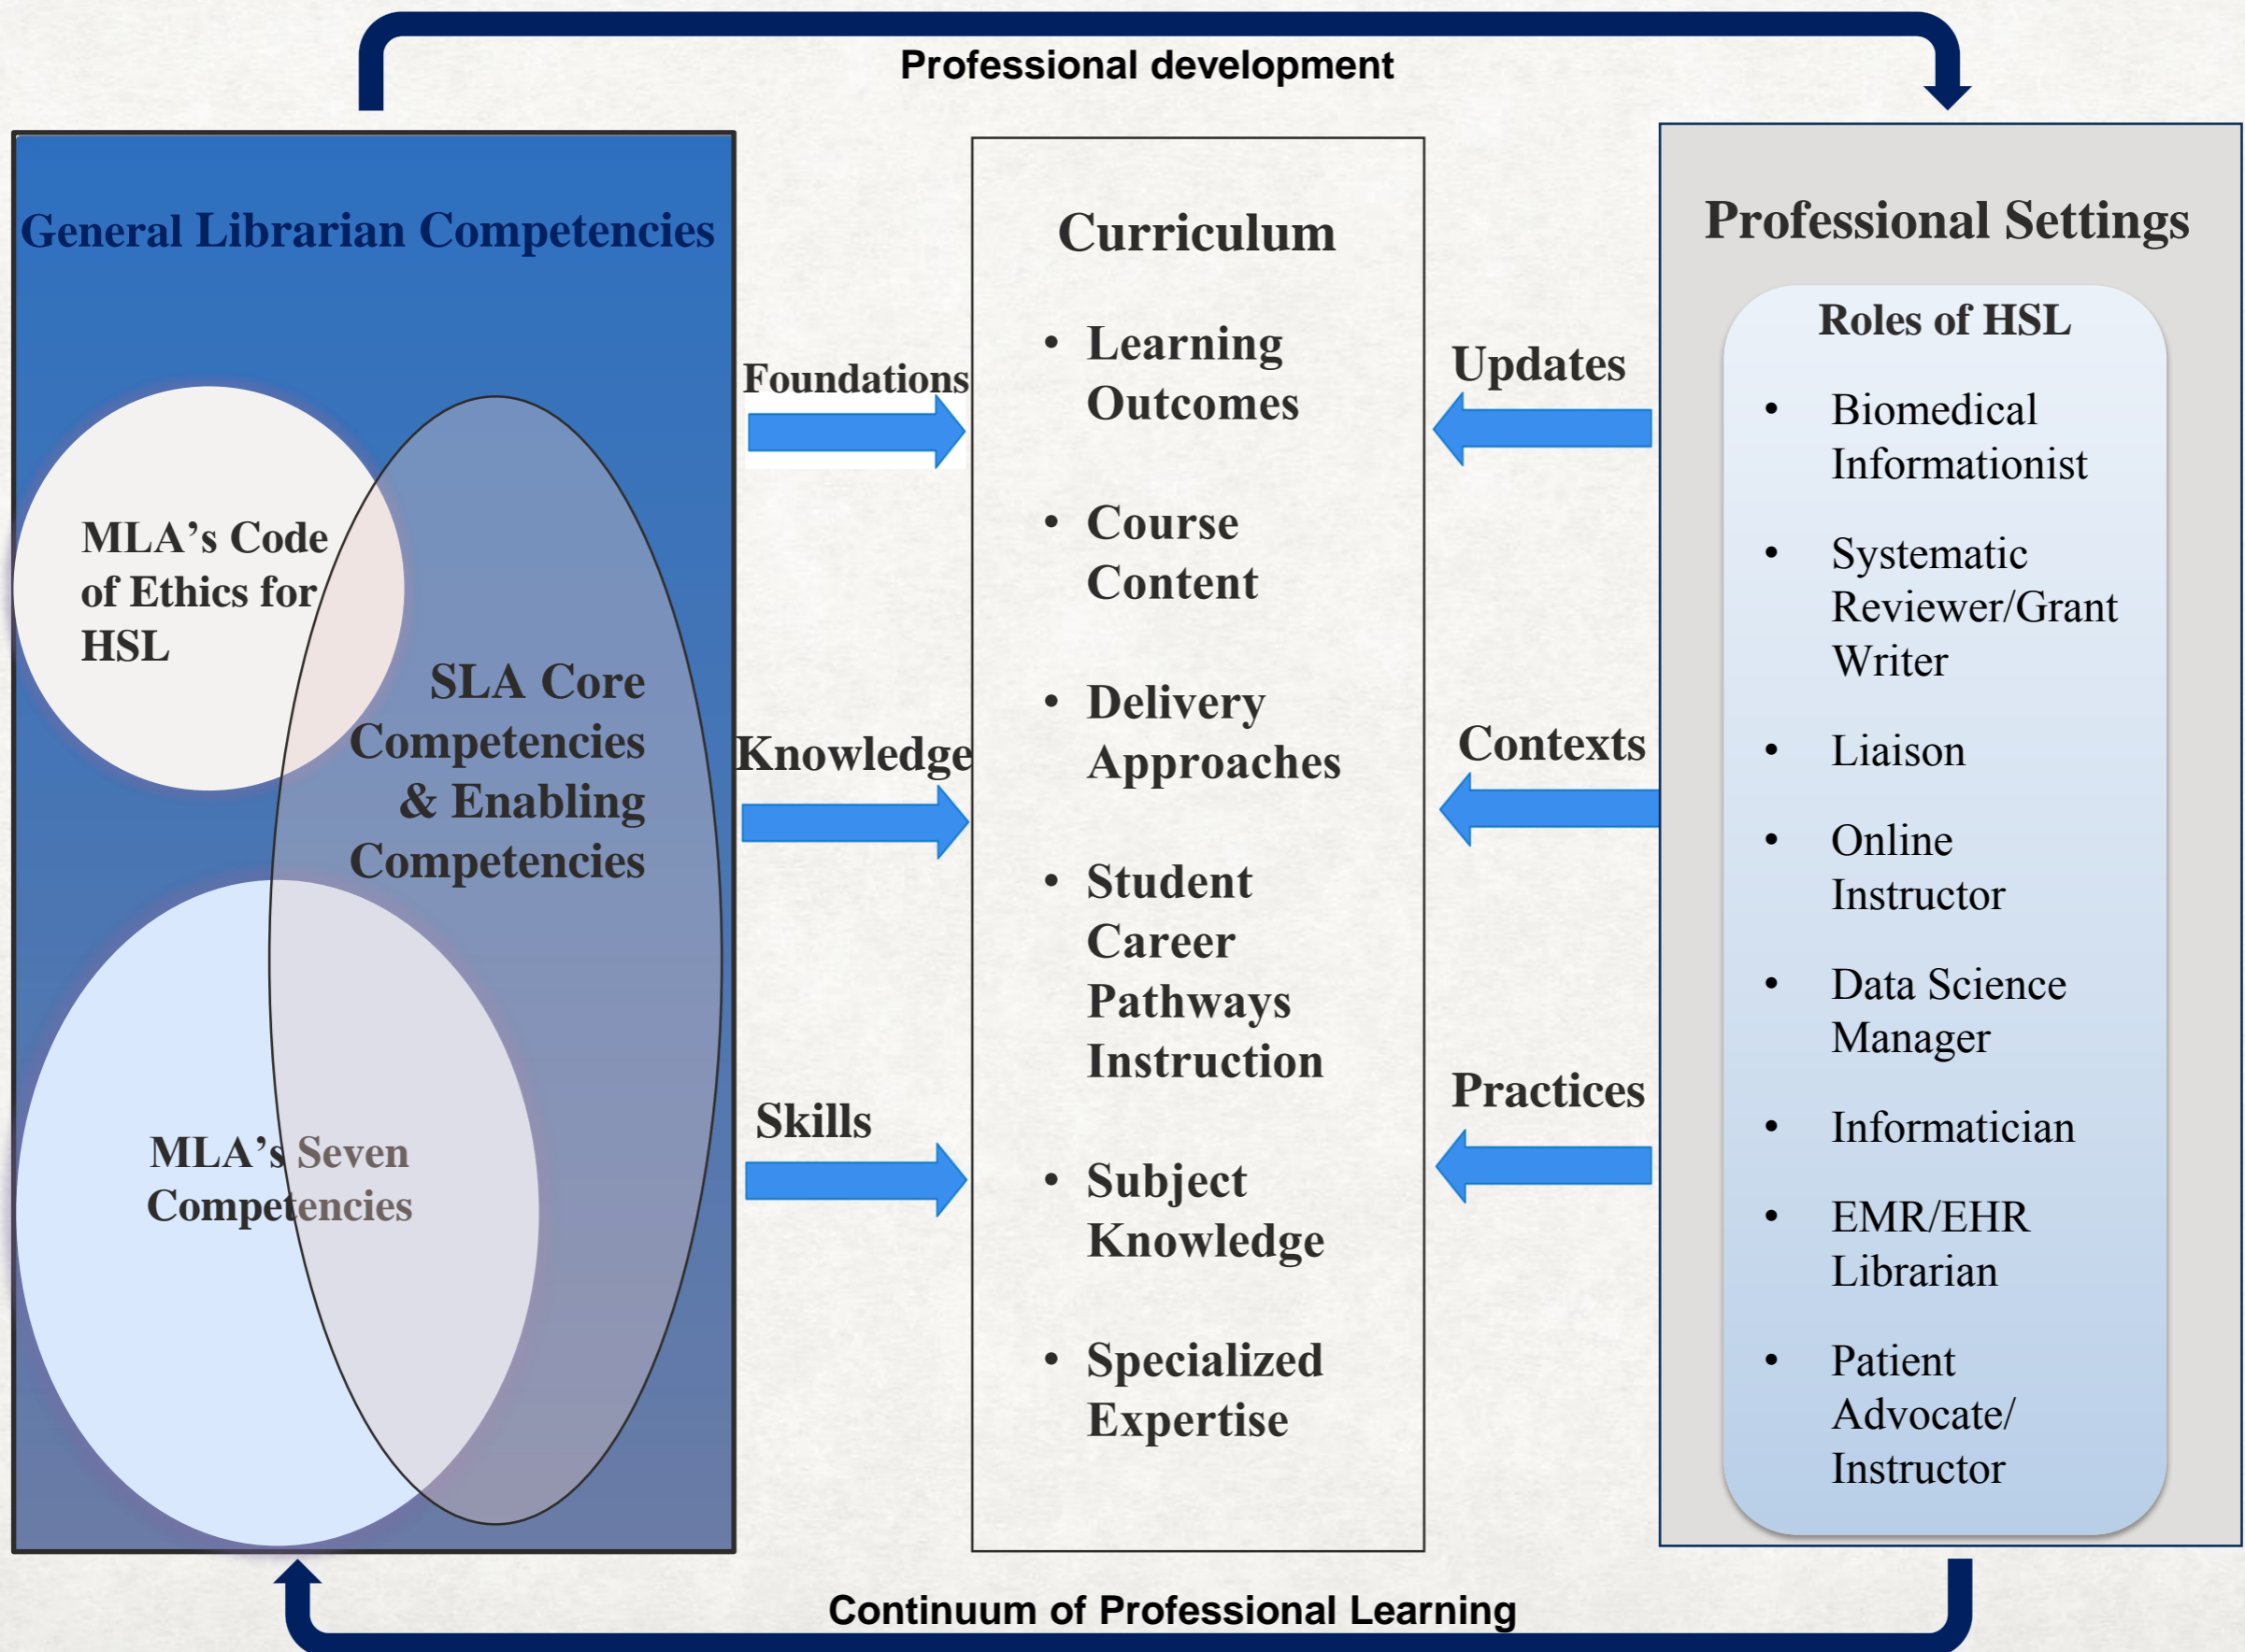 Professional development
General Librarian Competencies
MLA’s Code
of Ethics for
HSL
SLA Core
Competencies
& Enabling
Competencies
MLA’s Seven
Competencies
Foundations
Knowledge
Skills
Curriculum
• Learning
Outcomes
• Course
Content
• Delivery
Approaches
• Student
Career
Pathways
Instruction
• Subject
Knowledge
• Specialized
Expertise
Updates
Contexts
Practices
Professional Settings
Roles of HSL
• Biomedical
Informationist
• Systematic
Reviewer/Grant
Writer
• Liaison
• Online
Instructor
• Data Science
Manager
• Informatician
• EMR/EHR
Librarian
• Patient
Advocate/
Instructor
Continuum of Professional Learning